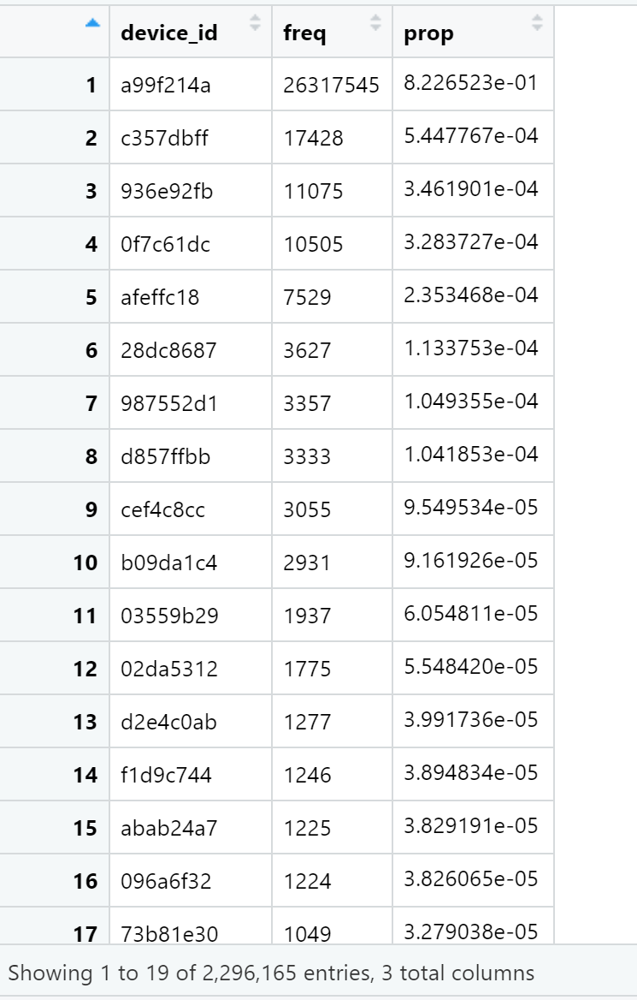 device_id freq prop
1 a99f214a 26317545 8.226523e-01
2 c357dbff 17428 5.447767e-04
3 936e92fb 11075 3.461901e-04
4 0f7c61dc 10505 3.283727e-04
5 afeffc18 7529 2.353468e-04
6 28dc8687 3627 1.133753e-04
7 987552d1 3357 1.049355e-04
8 d857ffbb 3333 1.041853e-04
9 cef4c8cc 3055 9.549534e-05
10 b09da1c4 2931 9.161926e-05
11 03559b29 1937 6.054811e-05
12 02da5312 1775 5.548420e-05
13 d2e4c0ab 1277 3.991736e-05
14 f1d9c744 1246 3.894834e-05
15 abab24a7 1225 3.829191e-05
16 096a6f32 1224 3.826065e-05
17 73b81e30 1049 3.279038e-05
Showing 1 to 19 of 2,296,165 entries, 3 total columns